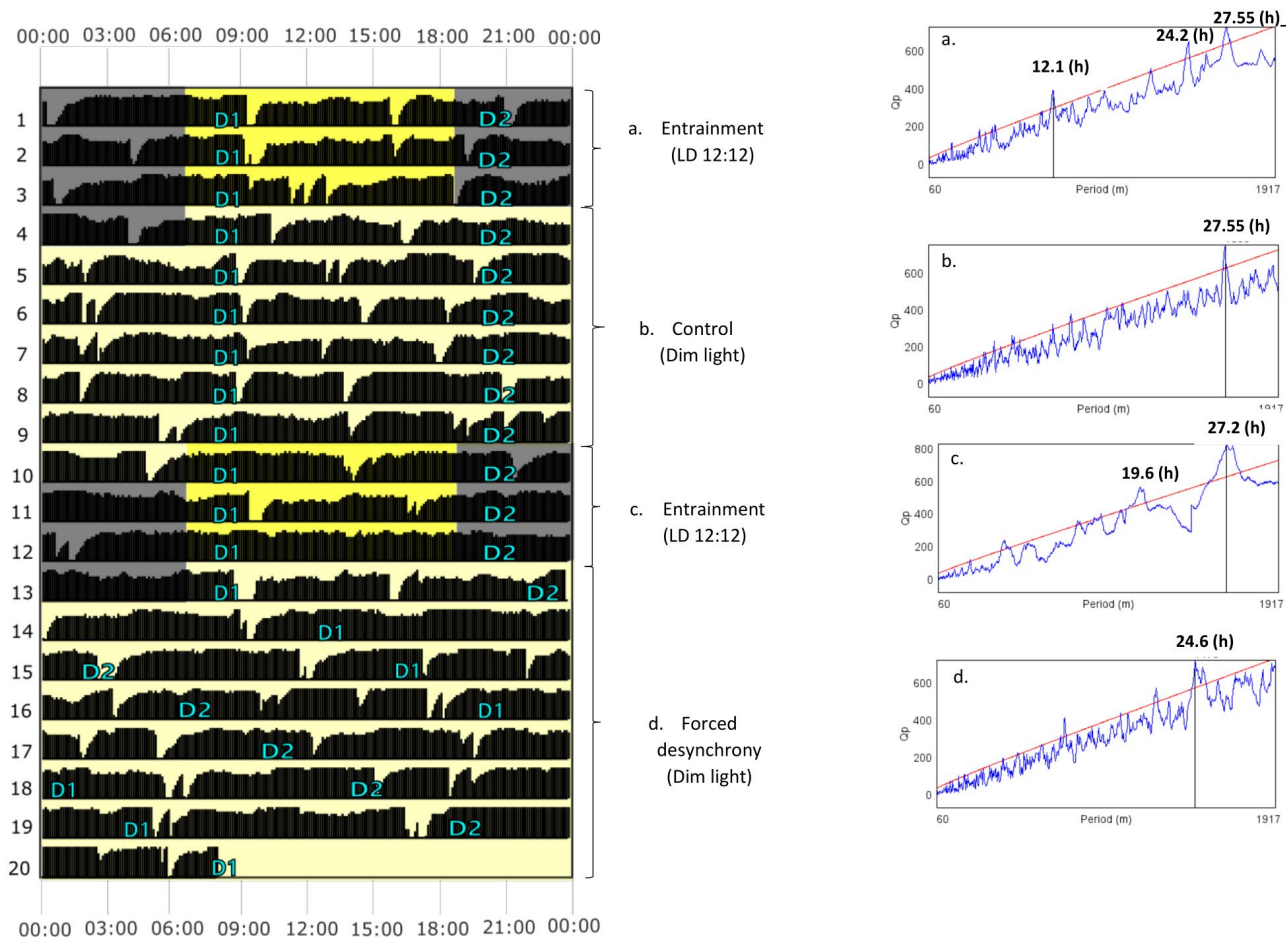 00:00 03:00 06:00 09:00 12:00 15:00 18:00 21:00 00:00
1 D1 D2
2 D1 D2
3 D1 D2
4 D1 D2
5 D1 D2
6 D1 D2
7 D1 D2
8 D1 D2
9 D1 D2
10 D1 D2
11 D1 D2
12 D1 D2
13 D1 D2
14 D1
15 D2 D1
16 D2 D1
17 D2
18 D1 D2
19 D1 D2
20 D1
00:00 03:00 06:00 09:00 12:00 15:00 18:00 21:00 00:00
a. Entrainment
(LD 12:12)
b. Control
(Dim light)
c. Entrainment
(LD 12:12)
d. Forced
desynchrony
(Dim light)
27.55 (h)
a.
24.2 (h)
12.1 (h)
600
400
200
0
Qp
60 Period (m) 1917
27.55 (h)
b.
600
400
200
0
Qp
60 Period (m) 1917
27.2 (h)
c.
19.6 (h)
800
600
400
200
0
Qp
60 Period (m) 1917
24.6 (h)
d.
600
400
200
0
Qp
60 Period (m) 1917